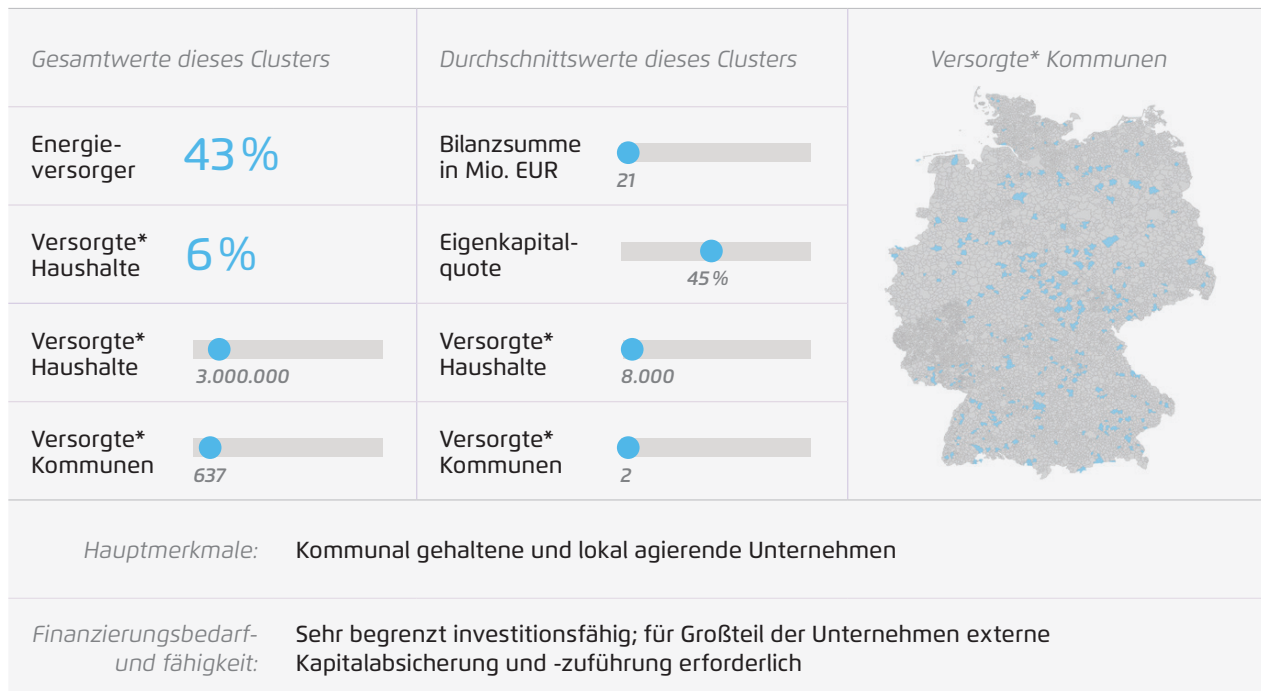 Gesamtwerte dieses Clusters
Energie-
versorger
43 %
Versorgte*
Haushalte
6 %
Versorgte*
Haushalte
3.000.000
Versorgte*
Kommunen
637
Durchschnittswerte dieses Clusters
Bilanzsumme
in Mio. EUR
21
Eigenkapital-
quote
45 %
Versorgte*
Haushalte
8.000
Versorgte*
Kommunen
2
Versorgte* Kommunen
Hauptmerkmale:
Kommunal gehaltene und lokal agierende Unternehmen
Finanzierungsbedarf-
und fähigkeit:
Sehr begrenzt investitionsfähig; für Großteil der Unternehmen externe
Kapitalabsicherung und -zuführung erforderlich